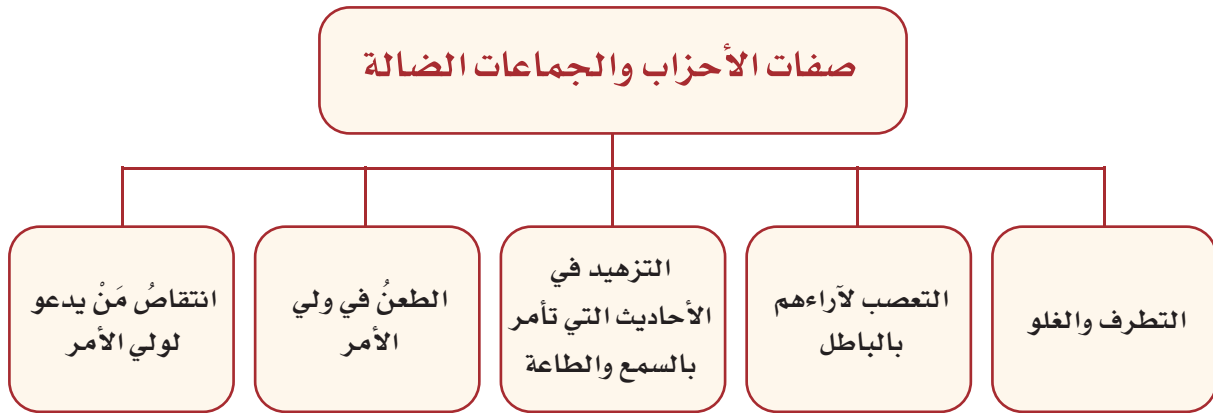 صفات الأحزاب والجماعات الضالة
التطرف والغلو
التعصب لآراءهم
بالباطل
التزهيد في
الأحاديث التي تأمر
بالسمع والطاعة
الطعنُ في ولي
الأمر
انتقاصُ مَنْ يدعو
لولي الأمر